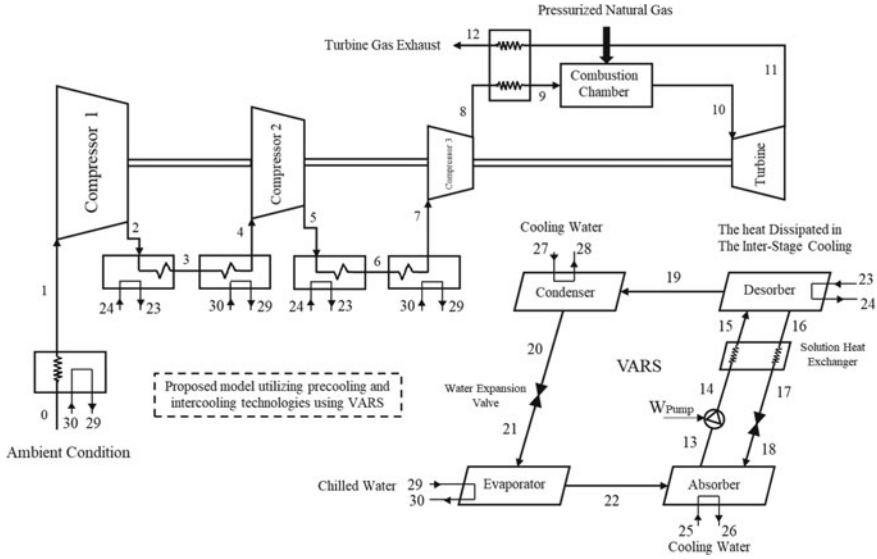 Pressurized Natural Gas
12
Turbine Gas Exhaust
Combustion
Chamber
11
9
8
10
Compressor 1
Compressor 2
Compressor 3
Turbine
2
4
5
7
3
6
24 23
30 29
24 23
30 29
1
0
30 29
Ambient Condition
Proposed model utilizing precooling and
intercooling technologies using VARS
Cooling Water
27 28
Condenser
19
The heat Dissipated in
The Inter-Stage Cooling
Desorber
23
24
15
16
Solution Heat
Exchanger
20
VARS
14
17
Water Expansion
Valve
WPump
21
13
18
Chilled Water
29
30
Evaporator
22
Absorber
25 26
Cooling Water